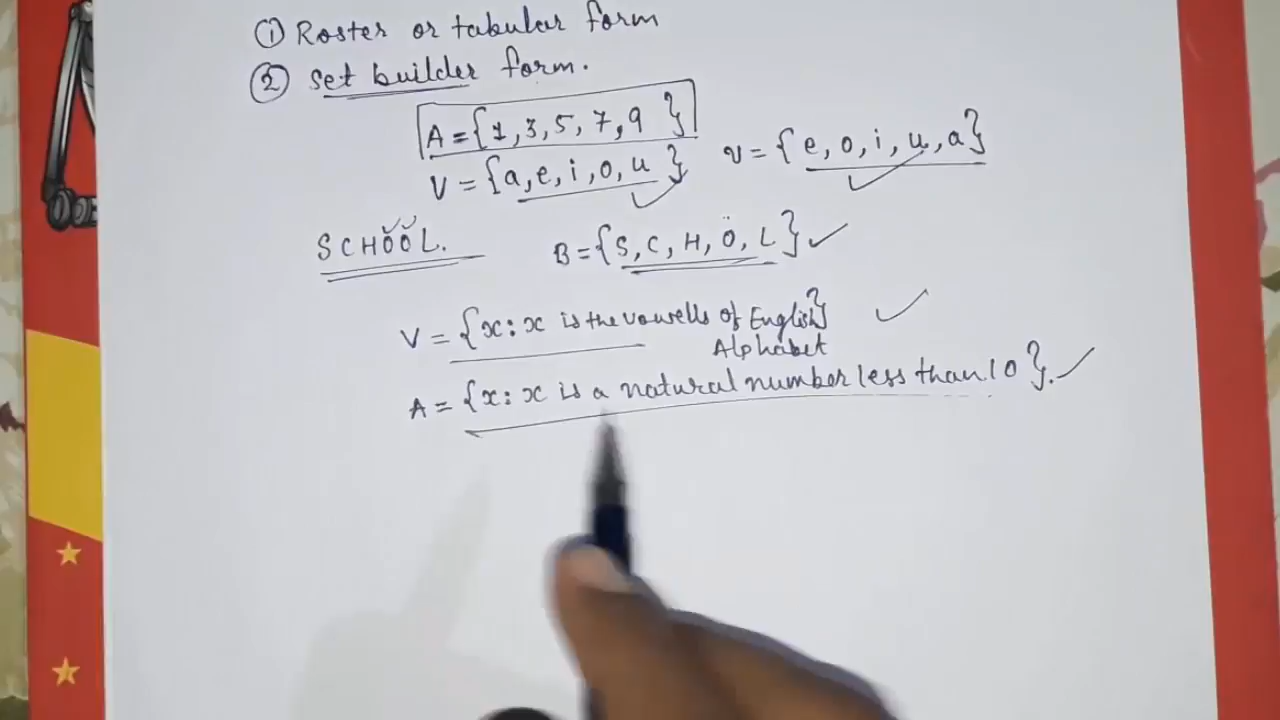 ① Roster or tabular form
② Set builder form.
A = {1, 3, 5, 7, 9 }
V = {a, e, i, o, u } V = { e, o, i, u, a}
SCHOOL. B = {S, C, H, O, L }
V = {x : x is the vowells of English}
Alphabet
A = {x : x is a natural number less than 10 }.